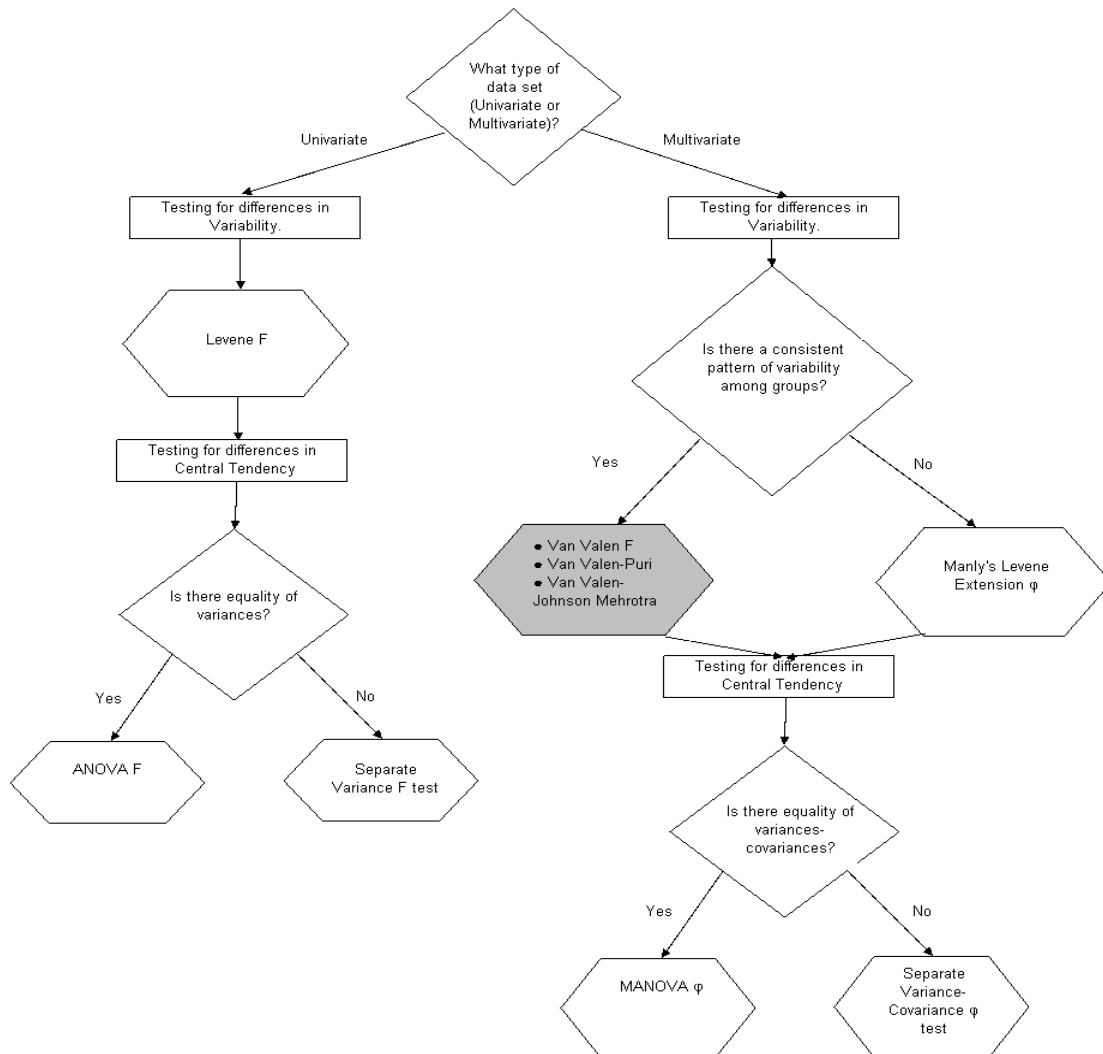 What type of
data set
(Univariate or
Multivariate)?
Univariate
Multivariate
Testing for differences in
Variability.
Testing for differences in
Variability.
Levene F
Is there a consistent
pattern of variability
among groups?
Testing for differences in
Central Tendency
Yes
No
• Van Valen F
• Van Valen-Puri
• Van Valen-
Johnson Mehrotra
Manly's Levene
Extension φ
Is there equality of
variances?
Testing for differences in
Central Tendency
Yes
No
ANOVA F
Separate
Variance F test
Is there equality of
variances-
covariances?
Yes
No
MANOVA φ
Separate
Variance-
Covariance φ
test